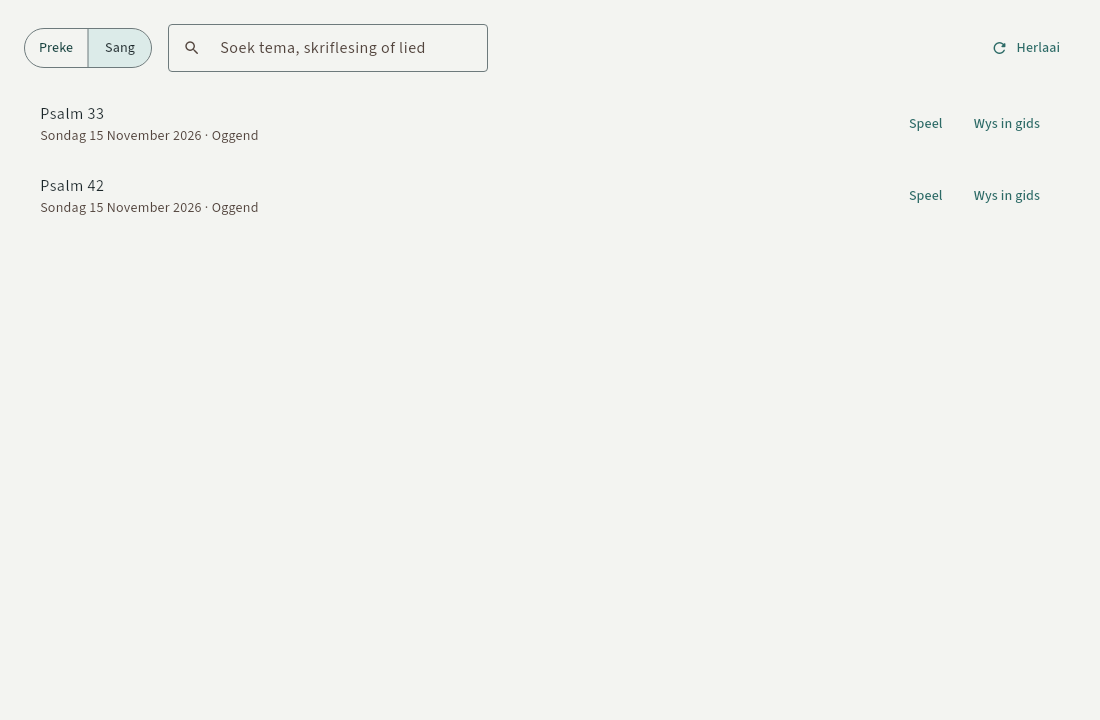 Preke
Sang
Soek tema, skriflesing of lied
Herlaai
Psalm 33
Sondag 15 November 2026 · Oggend
Speel
Wys in gids
Psalm 42
Sondag 15 November 2026 · Oggend
Speel
Wys in gids